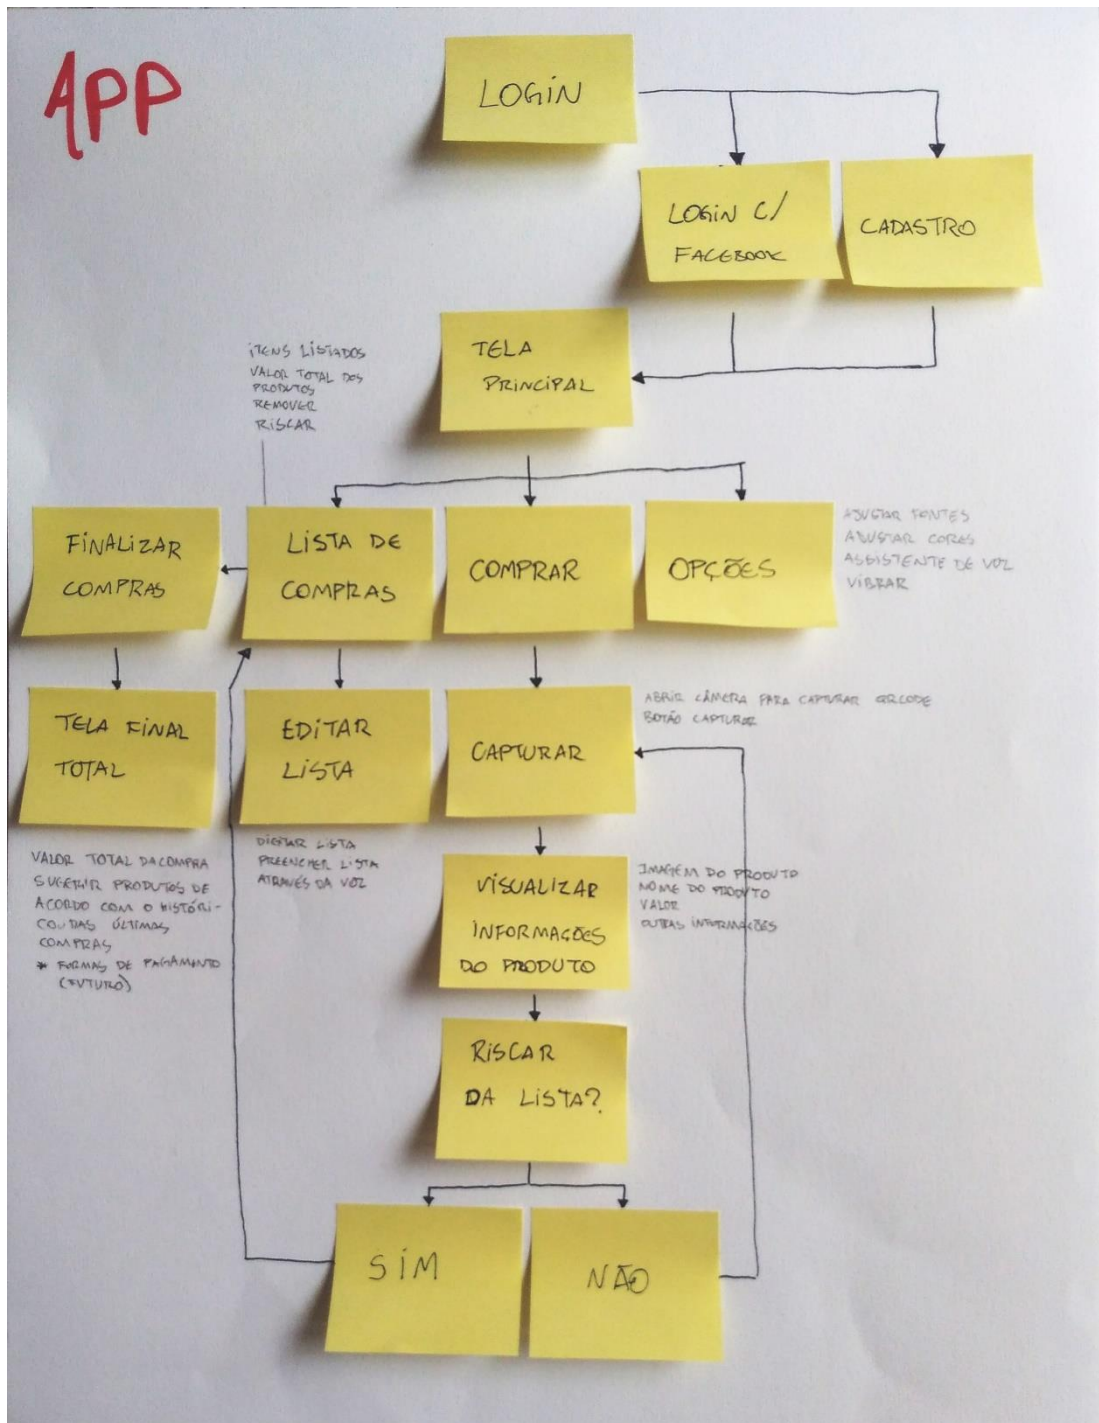 APP
LOGIN
LOGIN C/
FACEBOOK
CADASTRO
TELA
PRINCIPAL
ITENS LISTADOS
VALOR TOTAL DOS
PRODUTOS
REMOVER
RISCAR
FINALIZAR
COMPRAS
LISTA DE
COMPRAS
COMPRAR
OPÇÕES
AJUSTAR FONTES
AJUSTAR CORES
ASSISTENTE DE VOZ
VIBRAR
TELA FINAL
TOTAL
EDITAR
LISTA
CAPTURAR
ABRIR CÂMERA PARA CAPTURAR QRCODE
BOTÃO CAPTURAR
VALOR TOTAL DA COMPRA
SUGERIR PRODUTOS DE
ACORDO COM O HISTÓRI-
CO DAS ÚLTIMAS
COMPRAS
* FORMAS DE PAGAMENTO
(FUTURO)
DIGITAR LISTA
PREENCHER LISTA
ATRAVÉS DA VOZ
VISUALIZAR
INFORMAÇÕES
DO PRODUTO
IMAGEM DO PRODUTO
NOME DO PRODUTO
VALOR
OUTRAS INFORMAÇÕES
RISCAR
DA LISTA?
SIM
NÃO